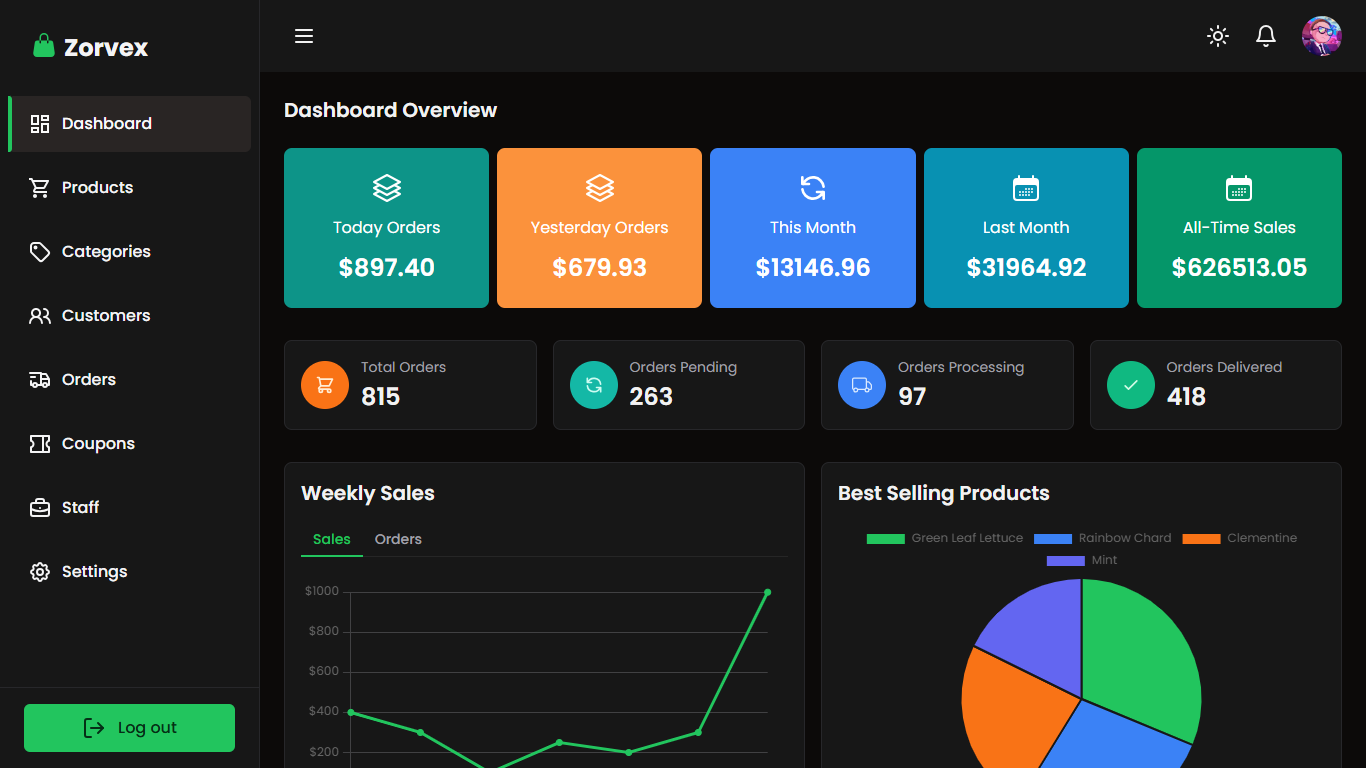 Zorvex
Dashboard
Products
Categories
Customers
Orders
Coupons
Staff
Settings
Log out
Dashboard Overview
Today Orders
$897.40
Yesterday Orders
$679.93
This Month
$13146.96
Last Month
$31964.92
All-Time Sales
$626513.05
Total Orders
815
Orders Pending
263
Orders Processing
97
Orders Delivered
418
Weekly Sales
Sales Orders
$1000
$800
$600
$400
$200
Best Selling Products
Green Leaf Lettuce Rainbow Chard Clementine
Mint